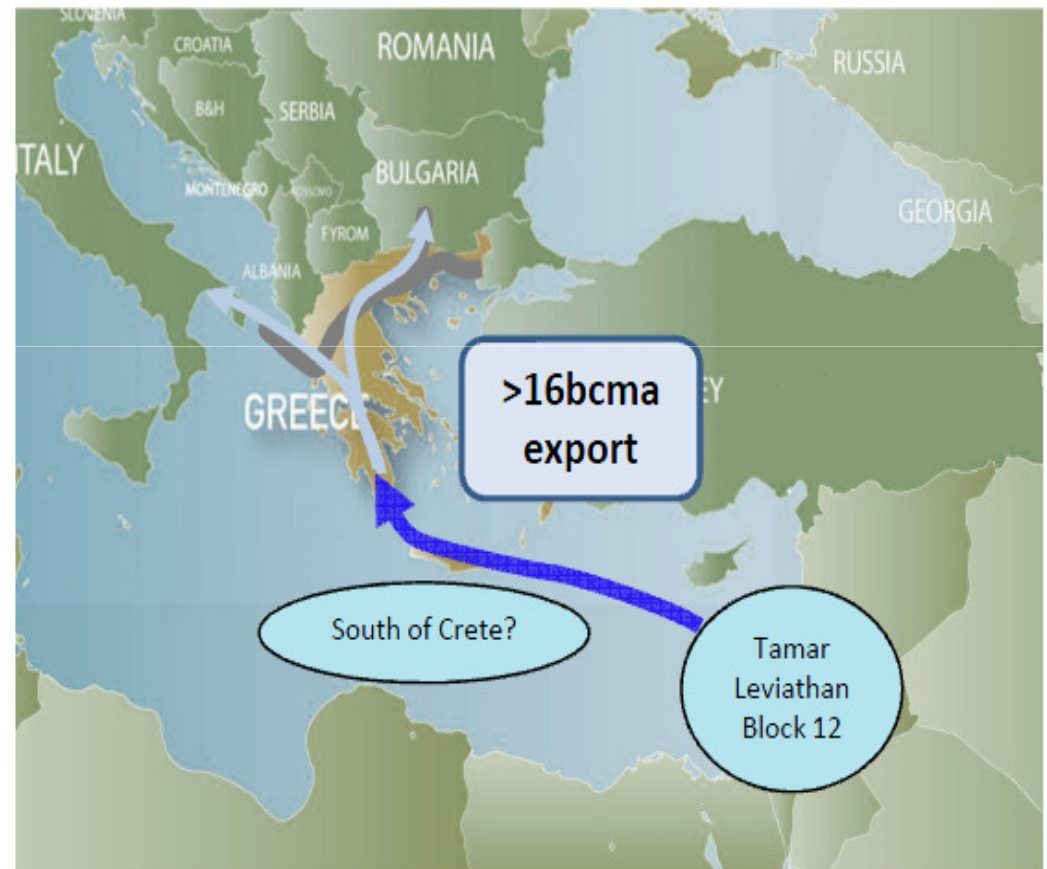 SLOVENIA
CROATIA
ROMANIA
RUSSIA
B&H
SERBIA
ITALY
BULGARIA
MONTENEGRO
KOSSOVO
GEORGIA
FYROM
ALBANIA
>16bcma
export
EY
GREECE
South of Crete?
Tamar
Leviathan
Block 12